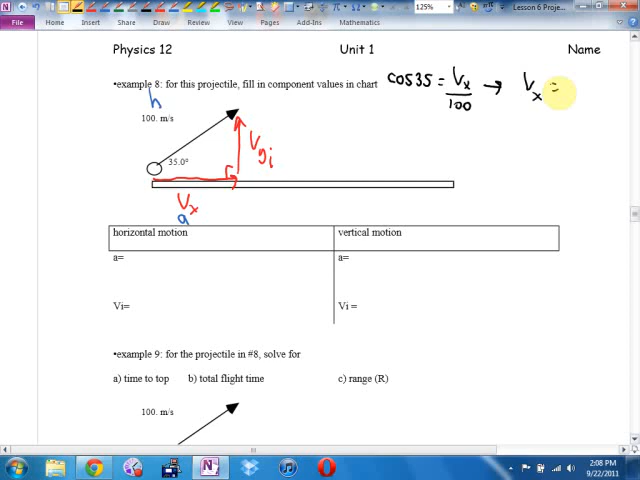 125%
Lesson 6 Proje...
File Home Insert Share Draw Review View Pages Add-Ins Mathematics
Physics 12 Unit 1 Name
•example 8: for this projectile, fill in component values in chart
cos35 = Vx/100 → Vx =
h
100. m/s
35.0°
Vyi
Vx
a
horizontal motion vertical motion
a= a=
Vi= Vi =
•example 9: for the projectile in #8, solve for
a) time to top b) total flight time c) range (R)
100. m/s
2:08 PM
9/22/2011